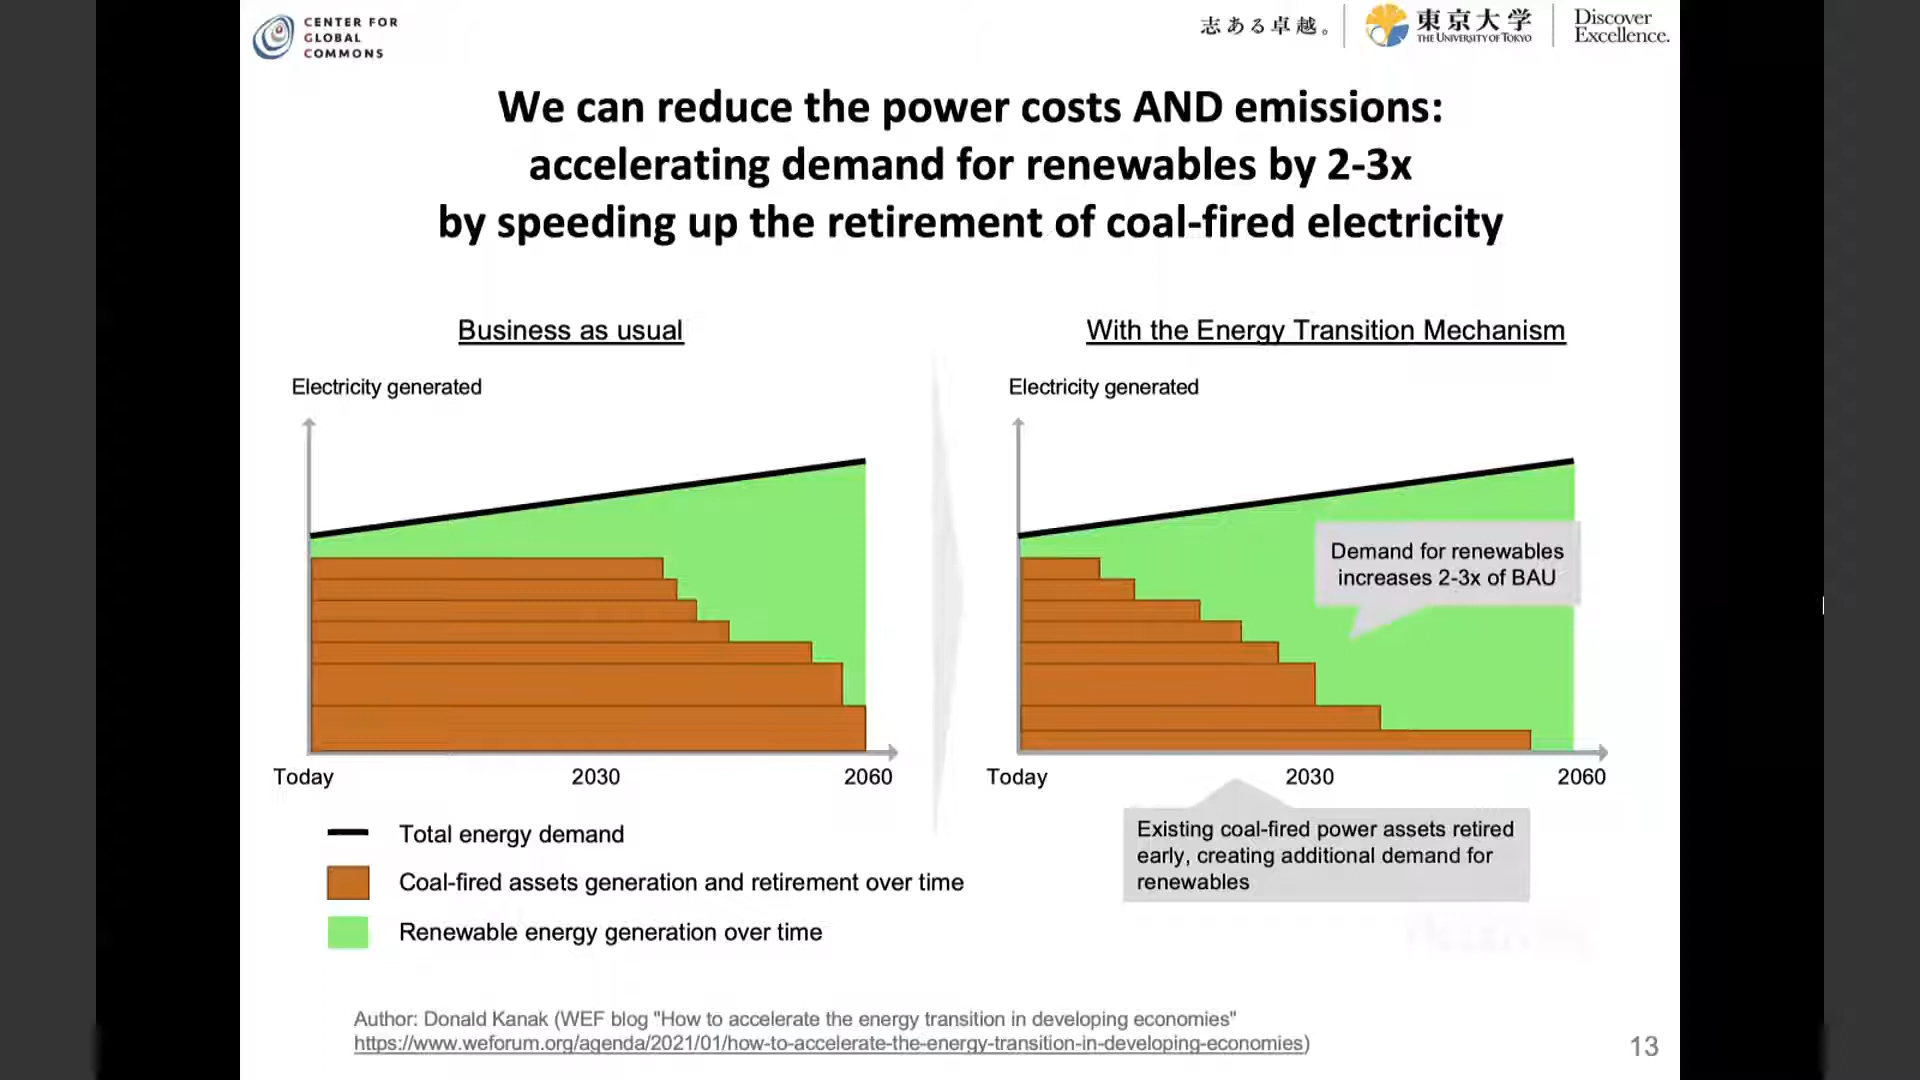 CENTER FOR
GLOBAL
COMMONS
志ある卓越。
東京大学
THE UNIVERSITY OF TOKYO
Discover
Excellence.
We can reduce the power costs AND emissions:
accelerating demand for renewables by 2-3x
by speeding up the retirement of coal-fired electricity
Business as usual
Electricity generated
Today 2030 2060
With the Energy Transition Mechanism
Electricity generated
Demand for renewables
increases 2-3x of BAU
Today 2030 2060
Existing coal-fired power assets retired
early, creating additional demand for
renewables
Total energy demand
Coal-fired assets generation and retirement over time
Renewable energy generation over time
Author: Donald Kanak (WEF blog "How to accelerate the energy transition in developing economies"
https://www.weforum.org/agenda/2021/01/how-to-accelerate-the-energy-transition-in-developing-economies)
13